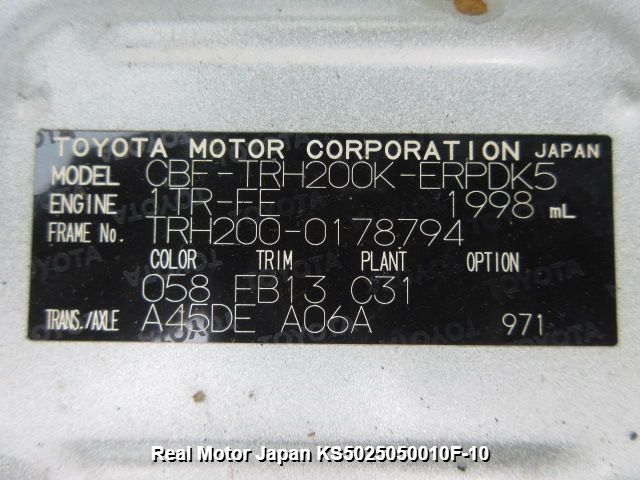 TOYOTA MOTOR CORPORATION JAPAN
MODEL CBF-TRH200K-ERPDK5
ENGINE 1TR-FE 1998 mL
FRAME No. TRH200-0178794
COLOR TRIM PLANT OPTION
058 FB13 C31
TRANS./AXLE A45DE A06A 971
Real Motor Japan KS5025050010F-10